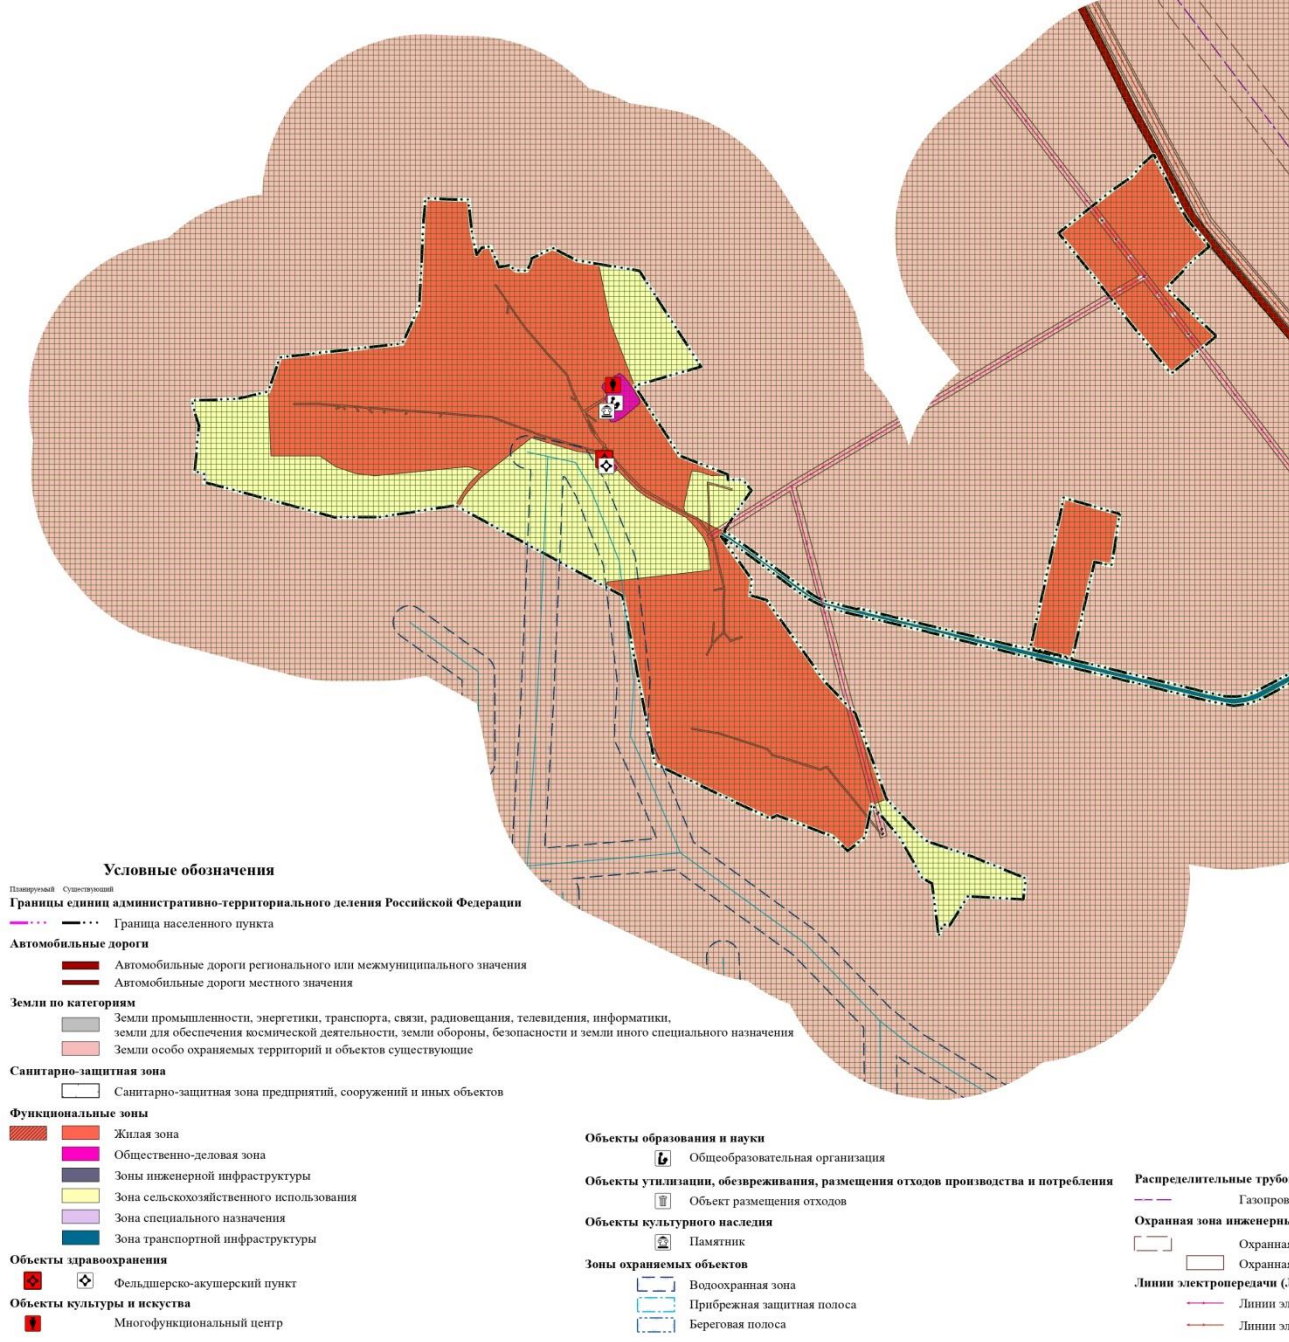 Условные обозначения
Планируемый Существующий
Границы единиц административно-территориального деления Российской Федерации
Граница населенного пункта
Автомобильные дороги
Автомобильные дороги регионального или межмуниципального значения
Автомобильные дороги местного значения
Земли по категориям
Земли промышленности, энергетики, транспорта, связи, радиовещания, телевидения, информатики,
земли для обеспечения космической деятельности, земли обороны, безопасности и земли иного специального назначения
Земли особо охраняемых территорий и объектов существующие
Санитарно-защитная зона
Санитарно-защитная зона предприятий, сооружений и иных объектов
Функциональные зоны
Жилая зона
Общественно-деловая зона
Зоны инженерной инфраструктуры
Зона сельскохозяйственного использования
Зона специального назначения
Зона транспортной инфраструктуры
Объекты здравоохранения
Фельдшерско-акушерский пункт
Объекты культуры и искуства
Многофункциональный центр
Объекты образования и науки
Общеобразовательная организация
Объекты утилизации, обезвреживания, размещения отходов производства и потребления
Объект размещения отходов
Объекты культурного наследия
Памятник
Зоны охраняемых объектов
Водоохранная зона
Прибрежная защитная полоса
Береговая полоса
Распределительные трубо
Газопров
Охранная зона инженерны
Охранная
Охранная
Линии электропередачи (Л
Линии эл
Линии эл